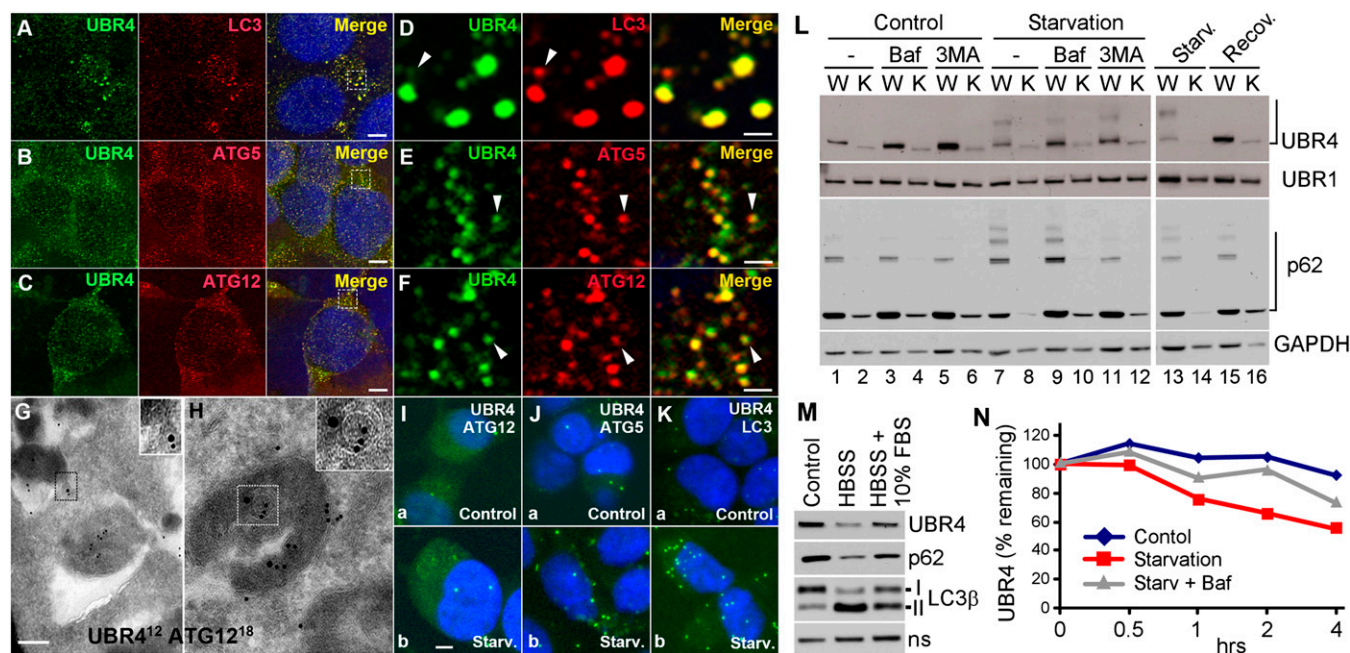 A UBR4 LC3 Merge
D UBR4 LC3 Merge
B UBR4 ATG5 Merge
E UBR4 ATG5 Merge
C UBR4 ATG12 Merge
F UBR4 ATG12 Merge
G
H
UBR4¹² ATG12¹⁸
I UBR4 ATG12
a Control
b Starv.
J UBR4 ATG5
a Control
b Starv.
K UBR4 LC3
a Control
b Starv.
L
Control Starvation
- Baf 3MA - Baf 3MA Starv. Recov.
W K W K W K W K W K W K W K W K
UBR4
UBR1
p62
GAPDH
1 2 3 4 5 6 7 8 9 10 11 12 13 14 15 16
M
Control
HBSS
HBSS +
10% FBS
UBR4
p62
I
II
LC3β
ns
N
UBR4 (% remaining)
120
100
80
60
40
20
0
Contol
Starvation
Starv + Baf
0 0.5 1 2 4
hrs